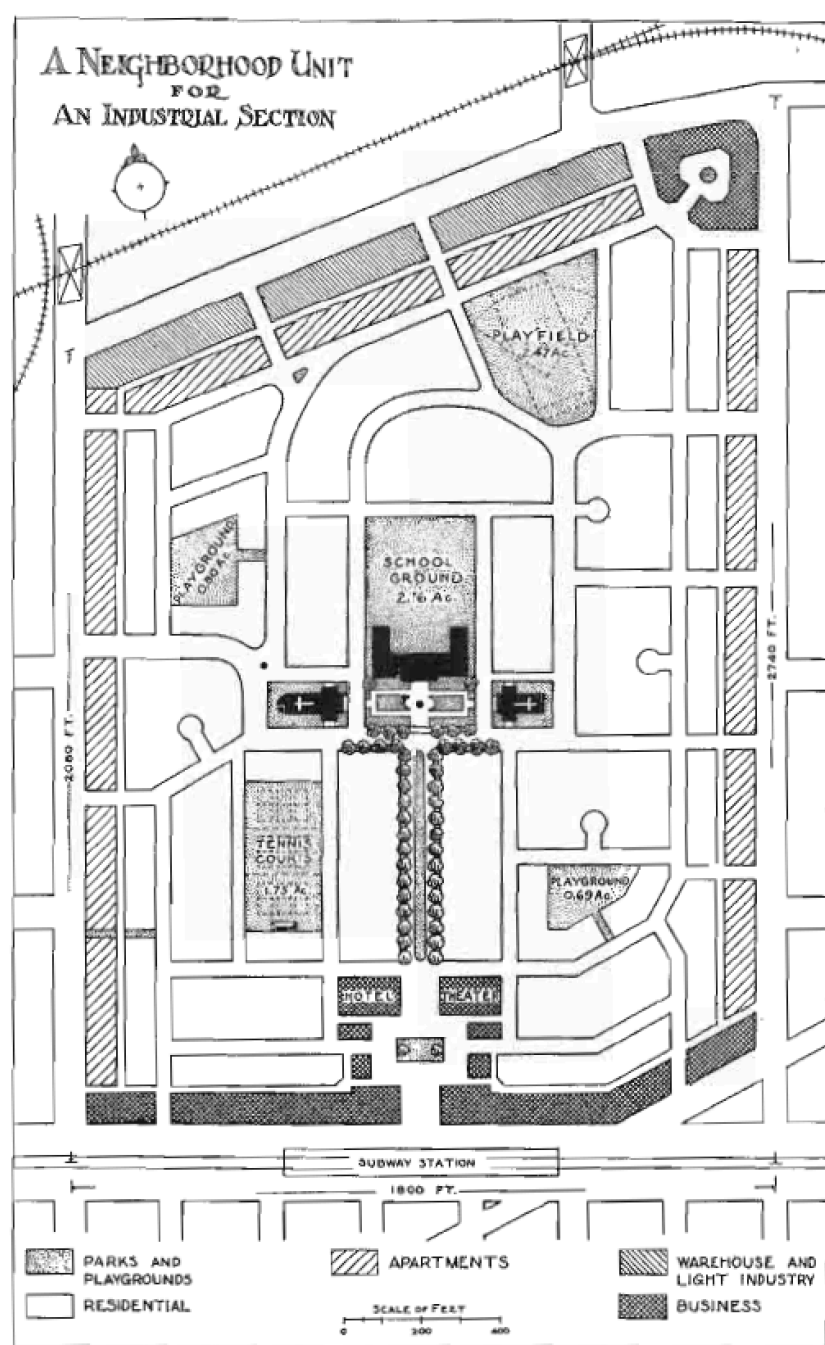 A NEIGHBORHOOD UNIT
FOR
AN INDUSTRIAL SECTION
PLAYFIELD
2.47 Ac.
PLAYGROUND
0.80 Ac.
SCHOOL
GROUND
2.16 Ac.
2740 FT.
2080 FT.
TENNIS
COURTS
1.75 Ac.
PLAYGROUND
0.69 Ac.
HOTEL
THEATER
SUBWAY STATION
1800 FT.
PARKS AND
PLAYGROUNDS
APARTMENTS
WAREHOUSE AND
LIGHT INDUSTRY
RESIDENTIAL
SCALE OF FEET
0 200 400
BUSINESS